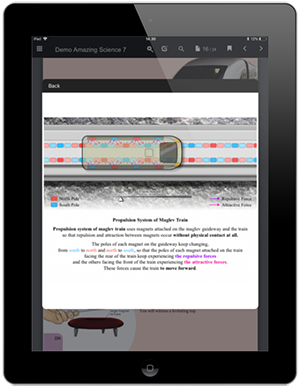 iPad
14:30
13%
Demo Amazing Science 7
16 / 24
Back
North Pole
South Pole
Repulsive Force
Attractive Force
Propulsion System of Maglev Train
Propulsion system of maglev train uses magnets attached on the maglev guideway and the train
so that repulsion and attraction between magnets occur without physical contact at all.
The poles of each magnet on the guideway keep changing,
from south to north and north to south, so that the poles of each magnet attached on the train
facing the rear of the train keep experiencing the repulsive forces
and the others facing the front of the train experiencing the attractive forces.
These forces cause the train to move forward.